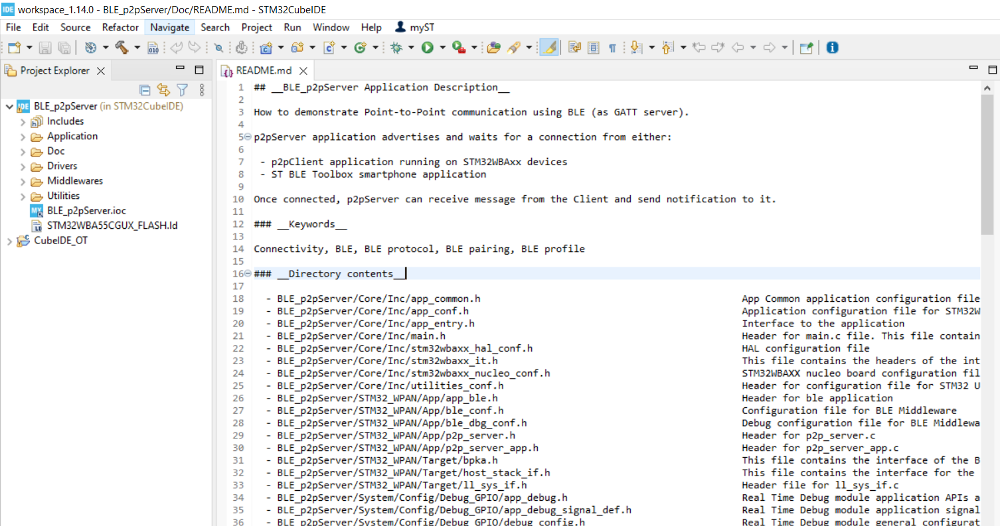 IDE workspace_1.14.0 - BLE_p2pServer/Doc/README.md - STM32CubeIDE
File Edit Source Refactor Navigate Search Project Run Window Help myST
010
Project Explorer
README.md
BLE_p2pServer (in STM32CubeIDE)
Includes
Application
Doc
Drivers
Middlewares
Utilities
BLE_p2pServer.ioc
STM32WBA55CGUX_FLASH.ld
CubeIDE_OT
1 ## __BLE_p2pServer Application Description__
2
3 How to demonstrate Point-to-Point communication using BLE (as GATT server).
4
5 p2pServer application advertises and waits for a connection from either:
6
7 - p2pClient application running on STM32WBAxx devices
8 - ST BLE Toolbox smartphone application
9
10 Once connected, p2pServer can receive message from the Client and send notification to it.
11
12 ### __Keywords__
13
14 Connectivity, BLE, BLE protocol, BLE pairing, BLE profile
15
16 ### __Directory contents__
17
18 - BLE_p2pServer/Core/Inc/app_common.h App Common application configuration file
19 - BLE_p2pServer/Core/Inc/app_conf.h Application configuration file for STM32W
20 - BLE_p2pServer/Core/Inc/app_entry.h Interface to the application
21 - BLE_p2pServer/Core/Inc/main.h Header for main.c file. This file contain
22 - BLE_p2pServer/Core/Inc/stm32wbaxx_hal_conf.h HAL configuration file
23 - BLE_p2pServer/Core/Inc/stm32wbaxx_it.h This file contains the headers of the int
24 - BLE_p2pServer/Core/Inc/stm32wbaxx_nucleo_conf.h STM32WBAXX nucleo board configuration fil
25 - BLE_p2pServer/Core/Inc/utilities_conf.h Header for configuration file for STM32 U
26 - BLE_p2pServer/STM32_WPAN/App/app_ble.h Header for ble application
27 - BLE_p2pServer/STM32_WPAN/App/ble_conf.h Configuration file for BLE Middleware
28 - BLE_p2pServer/STM32_WPAN/App/ble_dbg_conf.h Debug configuration file for BLE Middlewa
29 - BLE_p2pServer/STM32_WPAN/App/p2p_server.h Header for p2p_server.c
30 - BLE_p2pServer/STM32_WPAN/App/p2p_server_app.h Header for p2p_server_app.c
31 - BLE_p2pServer/STM32_WPAN/Target/bpka.h This file contains the interface of the B
32 - BLE_p2pServer/STM32_WPAN/Target/host_stack_if.h This file contains the interface for the
33 - BLE_p2pServer/STM32_WPAN/Target/ll_sys_if.h Header file for ll_sys_if.c
34 - BLE_p2pServer/System/Config/Debug_GPIO/app_debug.h Real Time Debug module application APIs a
35 - BLE_p2pServer/System/Config/Debug_GPIO/app_debug_signal_def.h Real Time Debug module application signal
36 - BLE_p2pServer/System/Config/Debug_GPIO/debug_config.h Real Time Debug module general configurat